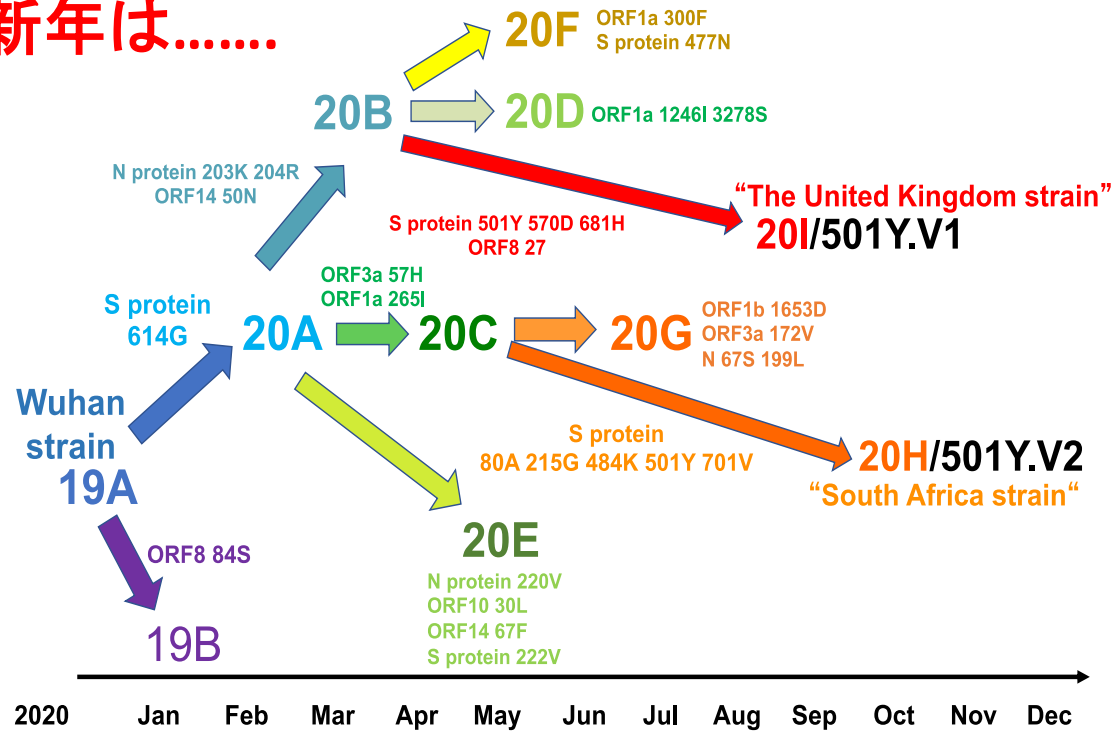 新年は.......
20F
ORF1a 300F
S protein 477N
20B
20D
ORF1a 1246I 3278S
N protein 203K 204R
ORF14 50N
“The United Kingdom strain”
20I/501Y.V1
S protein 501Y 570D 681H
ORF8 27
ORF3a 57H
ORF1a 265I
S protein
614G
20A
20C
20G
ORF1b 1653D
ORF3a 172V
N 67S 199L
Wuhan
strain
19A
S protein
80A 215G 484K 501Y 701V
20H/501Y.V2
“South Africa strain“
20E
N protein 220V
ORF10 30L
ORF14 67F
S protein 222V
ORF8 84S
19B
2020 Jan Feb Mar Apr May Jun Jul Aug Sep Oct Nov Dec